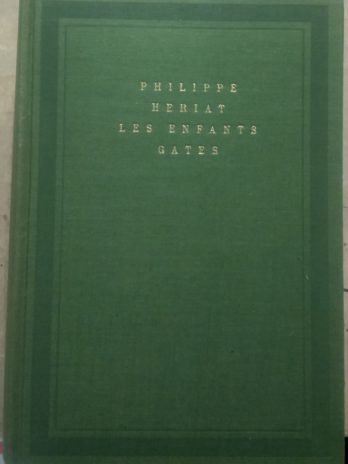 PHILIPPE
HERIAT
LES ENFANTS
GATES